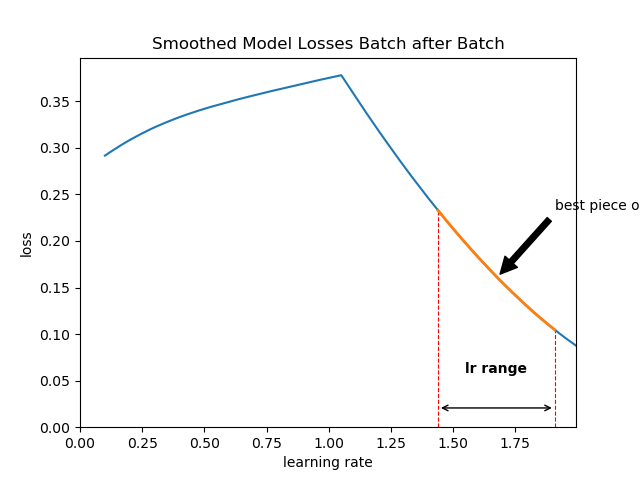 Smoothed Model Losses Batch after Batch
0.35
0.30
0.25
0.20
0.15
0.10
0.05
0.00
loss
best piece o
lr range
0.00 0.25 0.50 0.75 1.00 1.25 1.50 1.75
learning rate